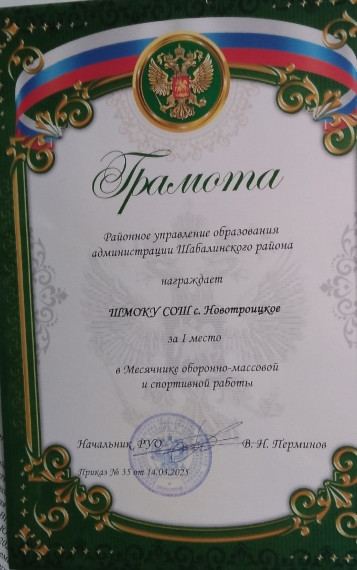 Грамота
Районное управление образования
администрации Шабалинского района
награждает
ШМОКУ СОШ с. Новотроицкое
за I место
в Месячнике оборонно-массовой
и спортивной работы
Начальник РУО В. Н. Перминов
Приказ № 35 от 14.03.2025